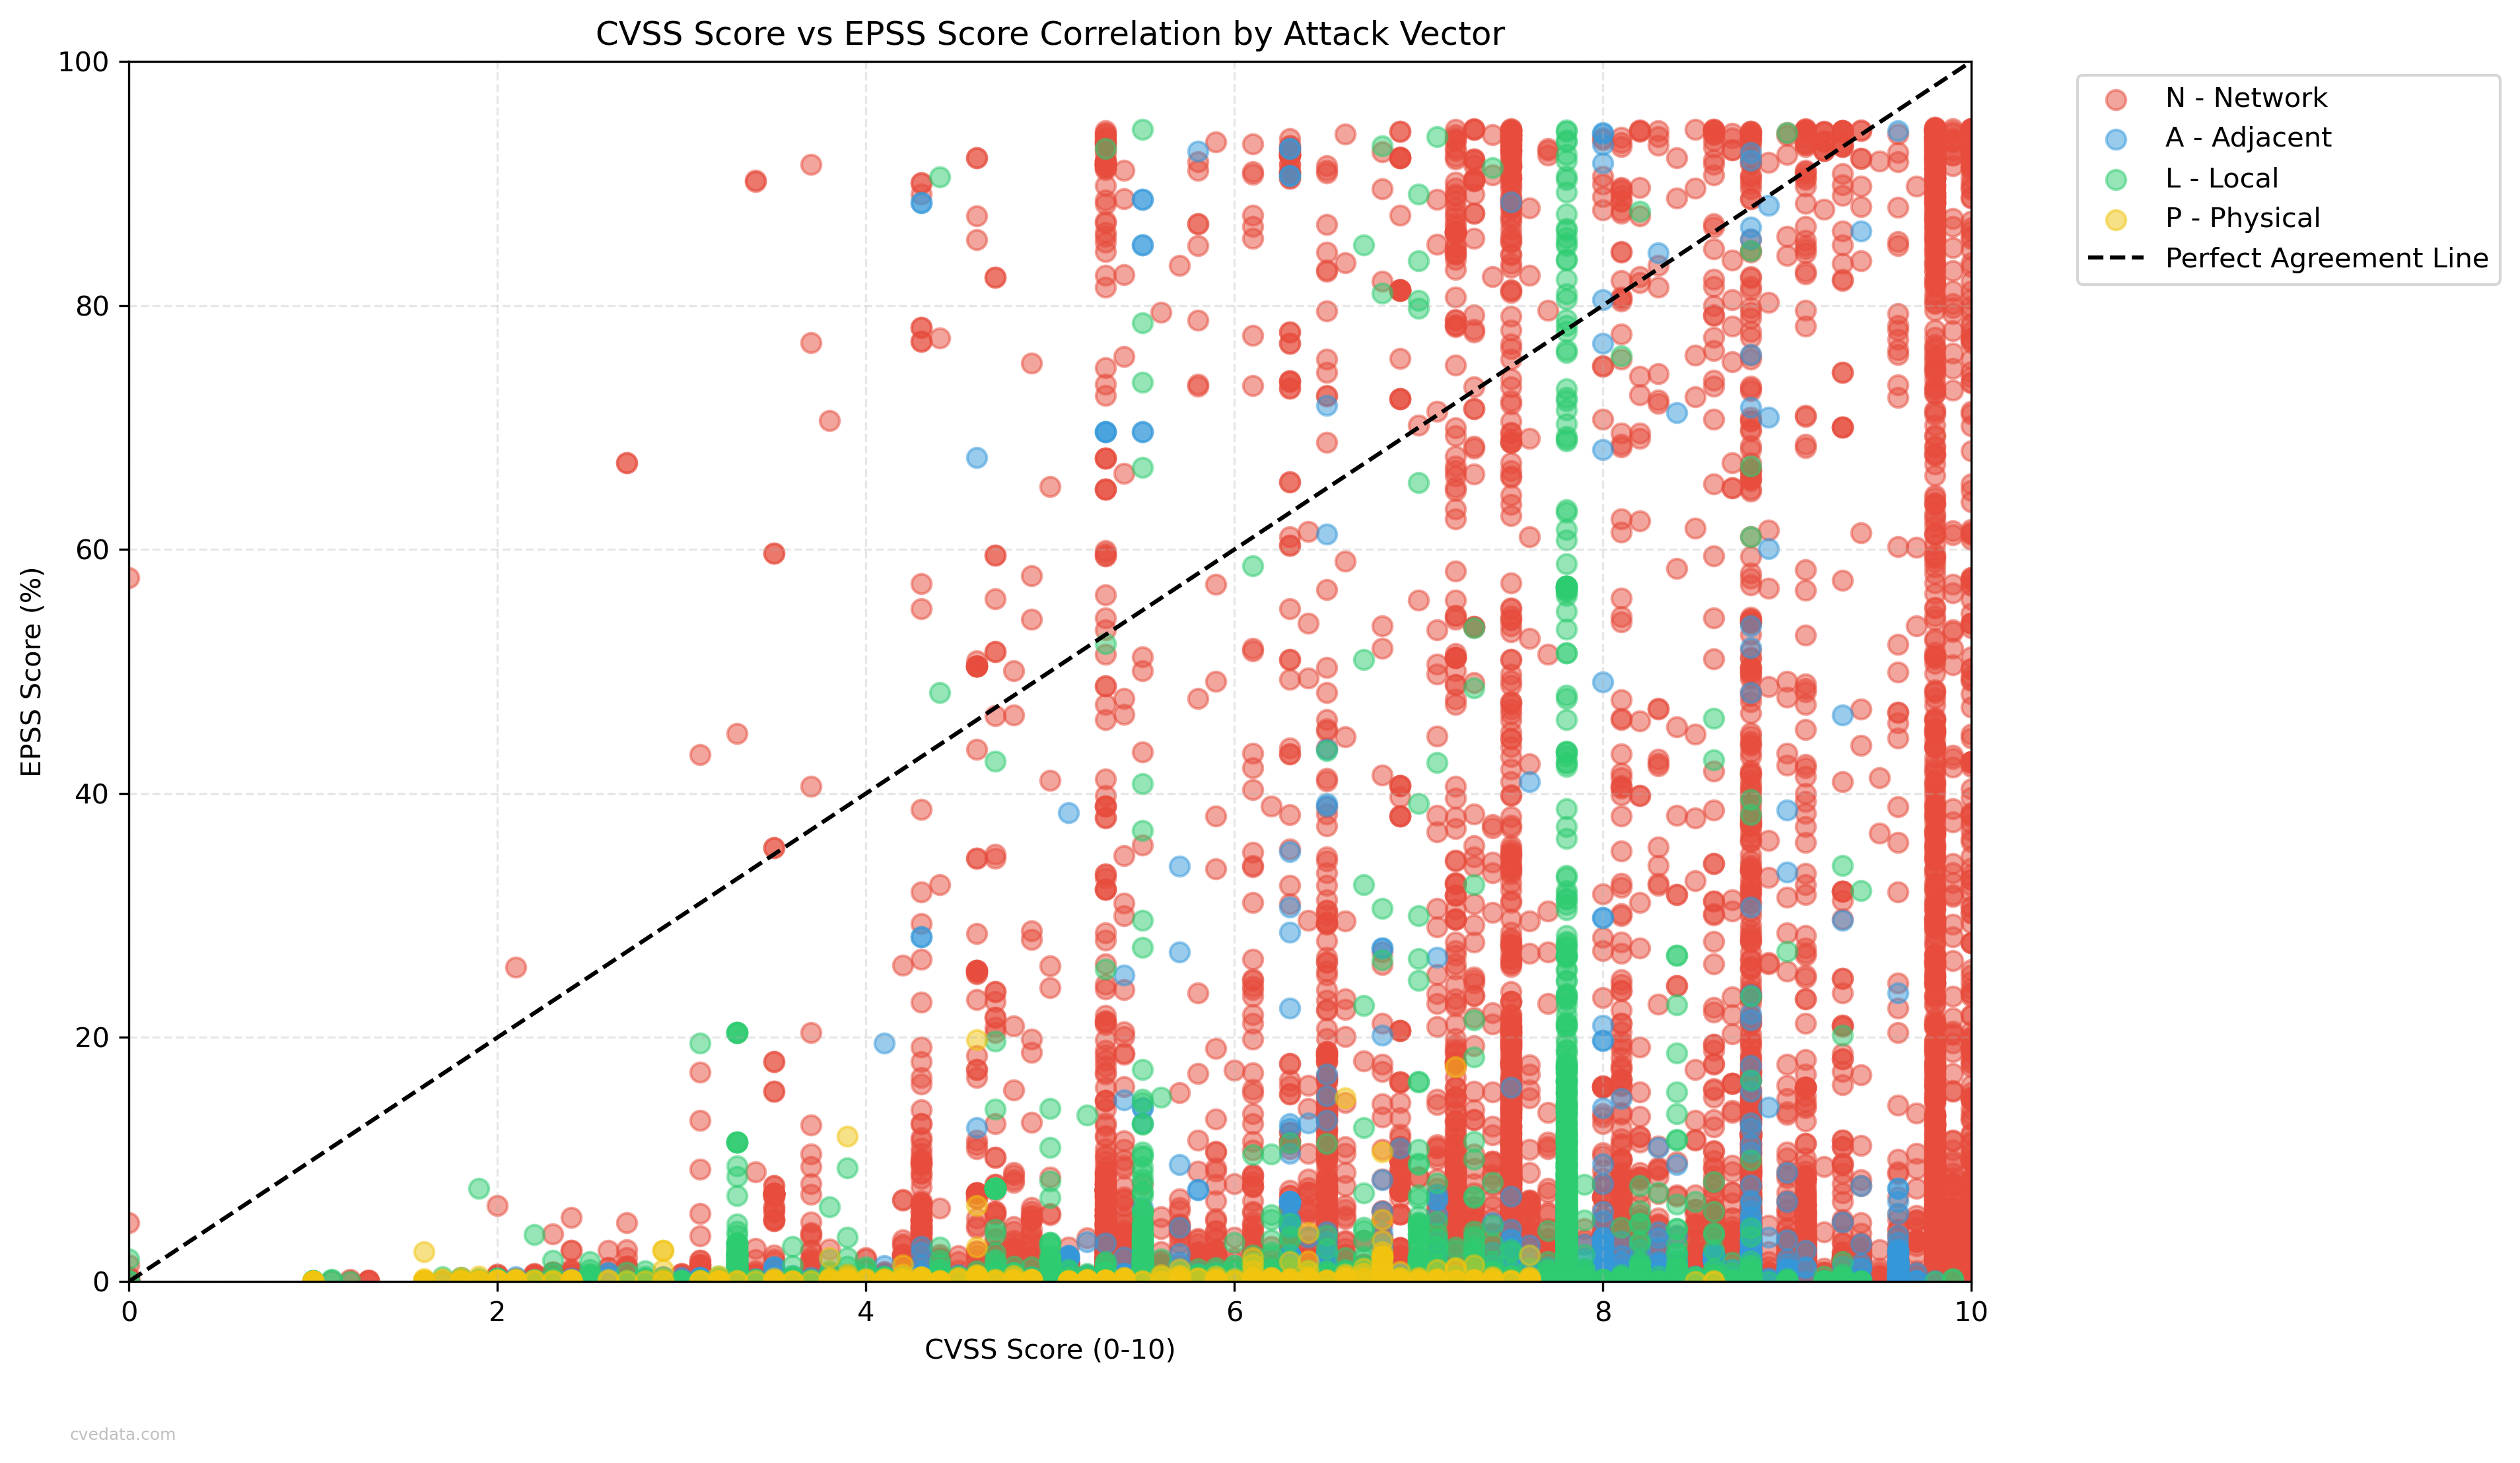 CVSS Score vs EPSS Score Correlation by Attack Vector
100
80
60
40
20
0
EPSS Score (%)
0
2
4
6
8
10
CVSS Score (0-10)
N - Network
A - Adjacent
L - Local
P - Physical
Perfect Agreement Line
cvedata.com